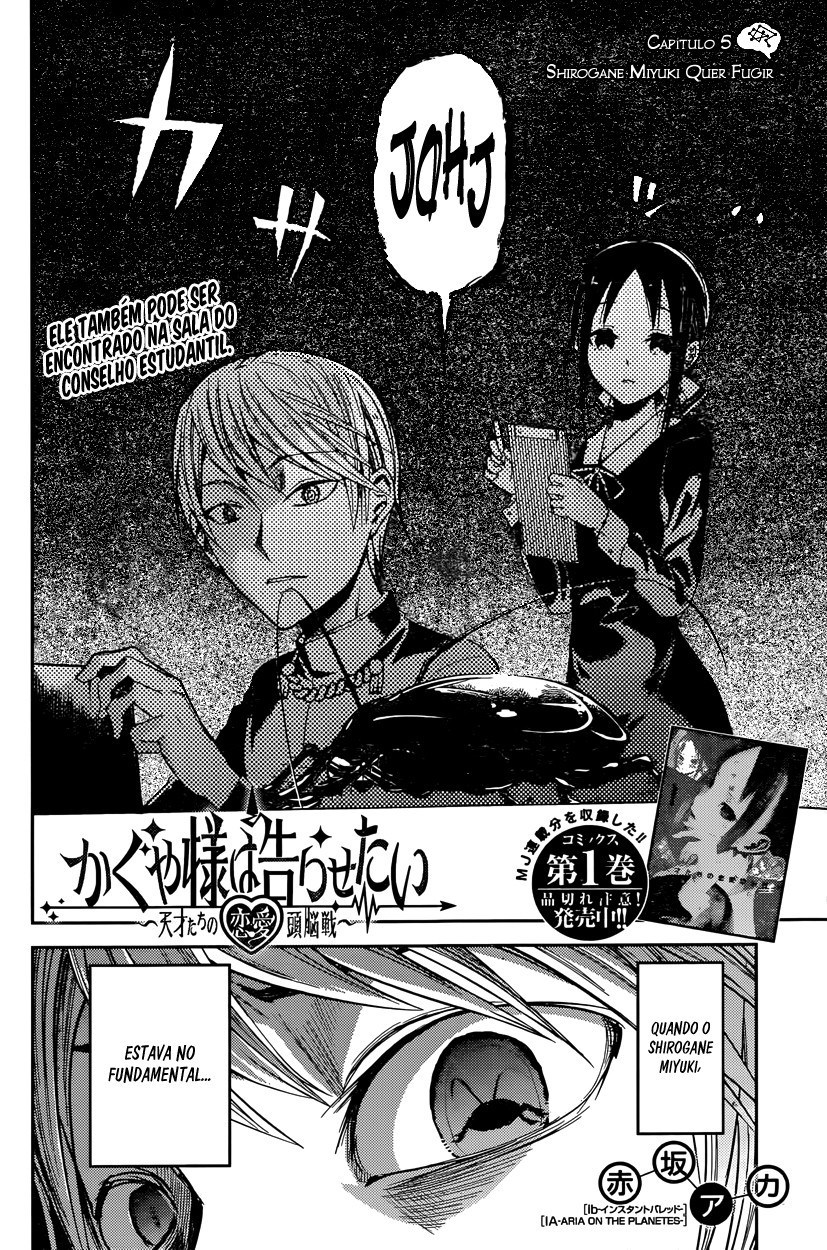 Capitulo 5
Shirogane Miyuki Quer Fugir
カサ
ELE TAMBÉM PODE SER
ENCONTRADO NA SALA DO
CONSELHO ESTUDANTIL.
かぐや様は告らせたい
～天才たちの恋愛頭脳戦～
MJ連載分を収録した!!
コミックス
第1巻
品切れ注意!
発売中!!
QUANDO O
SHIROGANE
MIYUKI,
ESTAVA NO
FUNDAMENTAL...
赤坂アカ
[Ib-インスタントバレット-]
[IA-ARIA ON THE PLANETES-]